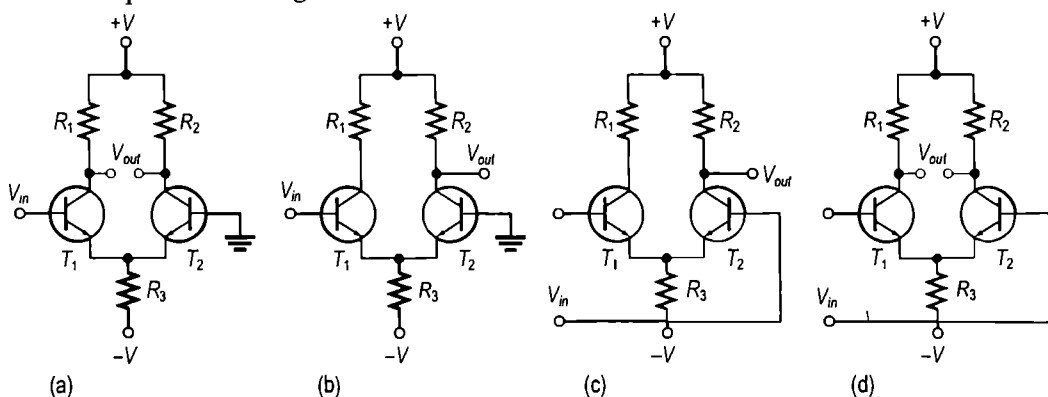 +V +V +V +V
R1 R2 R1 R2 R1 R2 R1 R2
Vout Vout Vout Vout
Vin Vin
T1 T2 T1 T2 T1 T2 T1 T2
R3 R3 R3 R3
Vin Vin
−V −V −V −V
(a) (b) (c) (d)